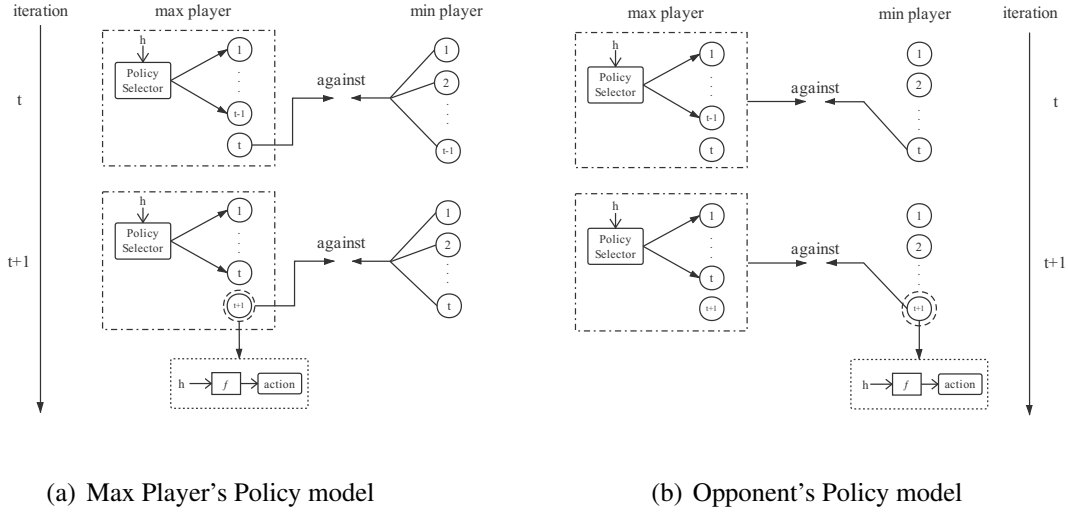 iteration
max player
min player
h
Policy
Selector
1
t-1
t
against
1
2
t-1
t
h
Policy
Selector
1
t
t+1
against
1
2
t
t+1
h
f
action
(a) Max Player's Policy model
max player
min player
iteration
h
Policy
Selector
1
t-1
t
against
1
2
t
t
h
Policy
Selector
1
t
t+1
against
1
2
t+1
t+1
h
f
action
(b) Opponent's Policy model